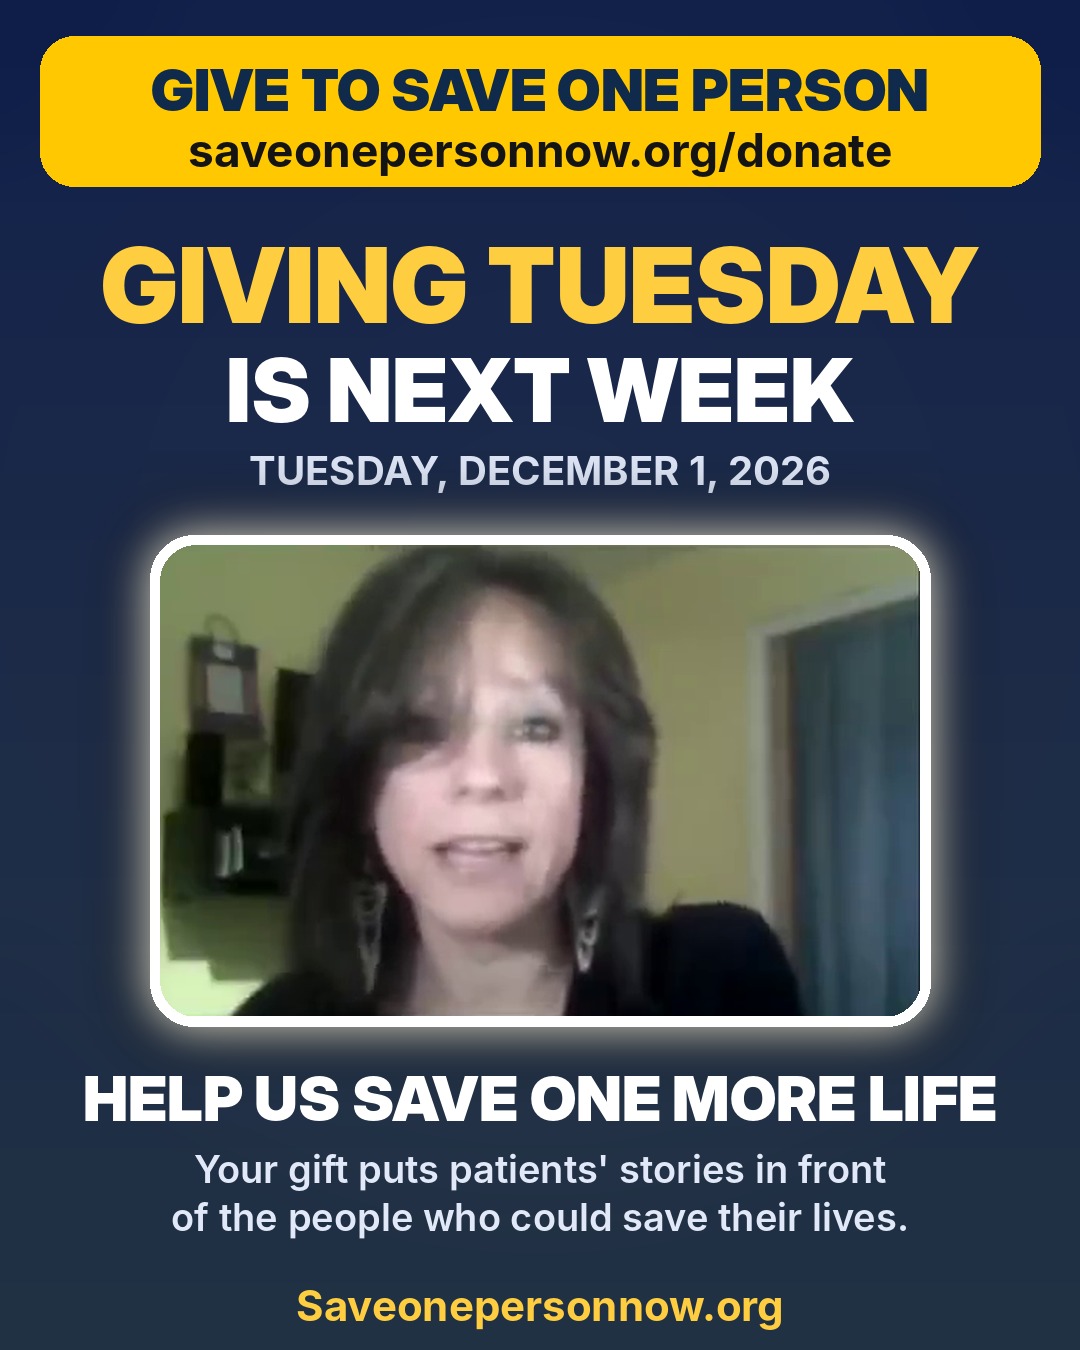 GIVE TO SAVE ONE PERSON
saveonepersonnow.org/donate
GIVING TUESDAY
IS NEXT WEEK
TUESDAY, DECEMBER 1, 2026
HELP US SAVE ONE MORE LIFE
Your gift puts patients' stories in front
of the people who could save their lives.
Saveonepersonnow.org